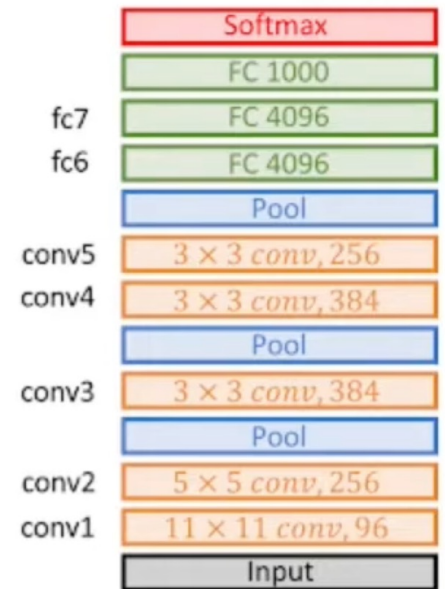 Softmax
FC 1000
fc7 FC 4096
fc6 FC 4096
Pool
conv5 3 × 3 conv, 256
conv4 3 × 3 conv, 384
Pool
conv3 3 × 3 conv, 384
Pool
conv2 5 × 5 conv, 256
conv1 11 × 11 conv, 96
Input